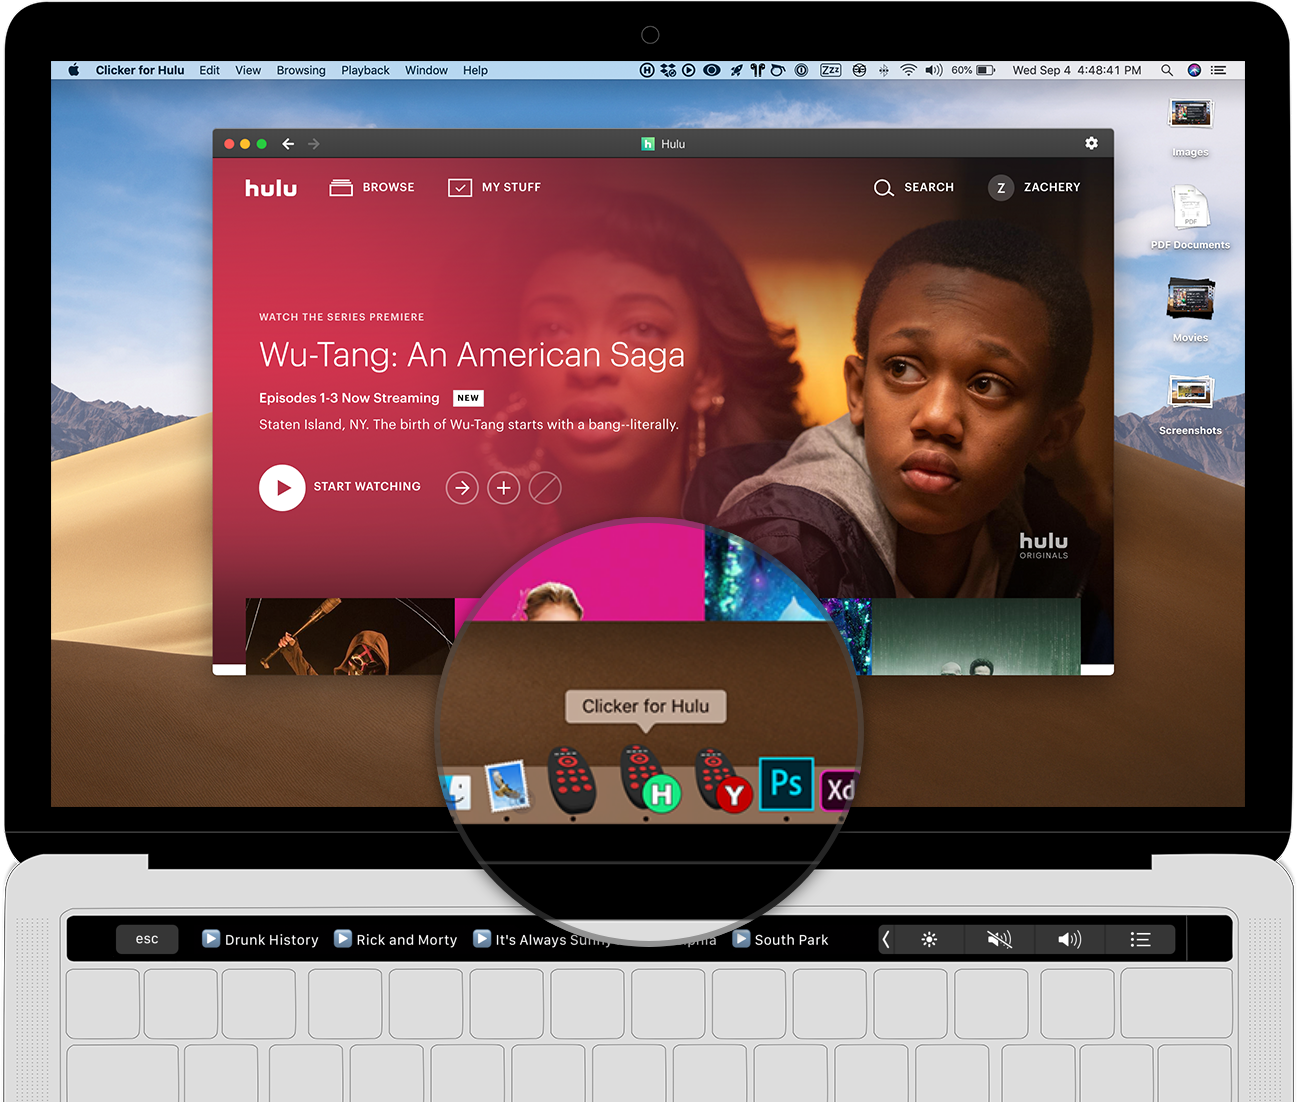 Clicker for Hulu Edit View Browsing Playback Window Help Zzz 60% Wed Sep 4 4:48:41 PM
Hulu
Images
hulu BROWSE MY STUFF SEARCH Z ZACHERY
PDF
PDF Documents
WATCH THE SERIES PREMIERE
Movies
Wu-Tang: An American Saga
Episodes 1-3 Now Streaming NEW
Staten Island, NY. The birth of Wu-Tang starts with a bang--literally.
Screenshots
START WATCHING
hulu
ORIGINALS
Clicker for Hulu
H Y Ps Xd
esc Drunk History Rick and Morty It's Always Sunny South Park